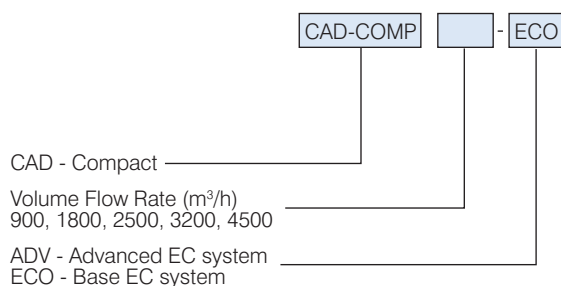 CAD-COMP - ECO
CAD - Compact
Volume Flow Rate (m³/h)
900, 1800, 2500, 3200, 4500
ADV - Advanced EC system
ECO - Base EC system